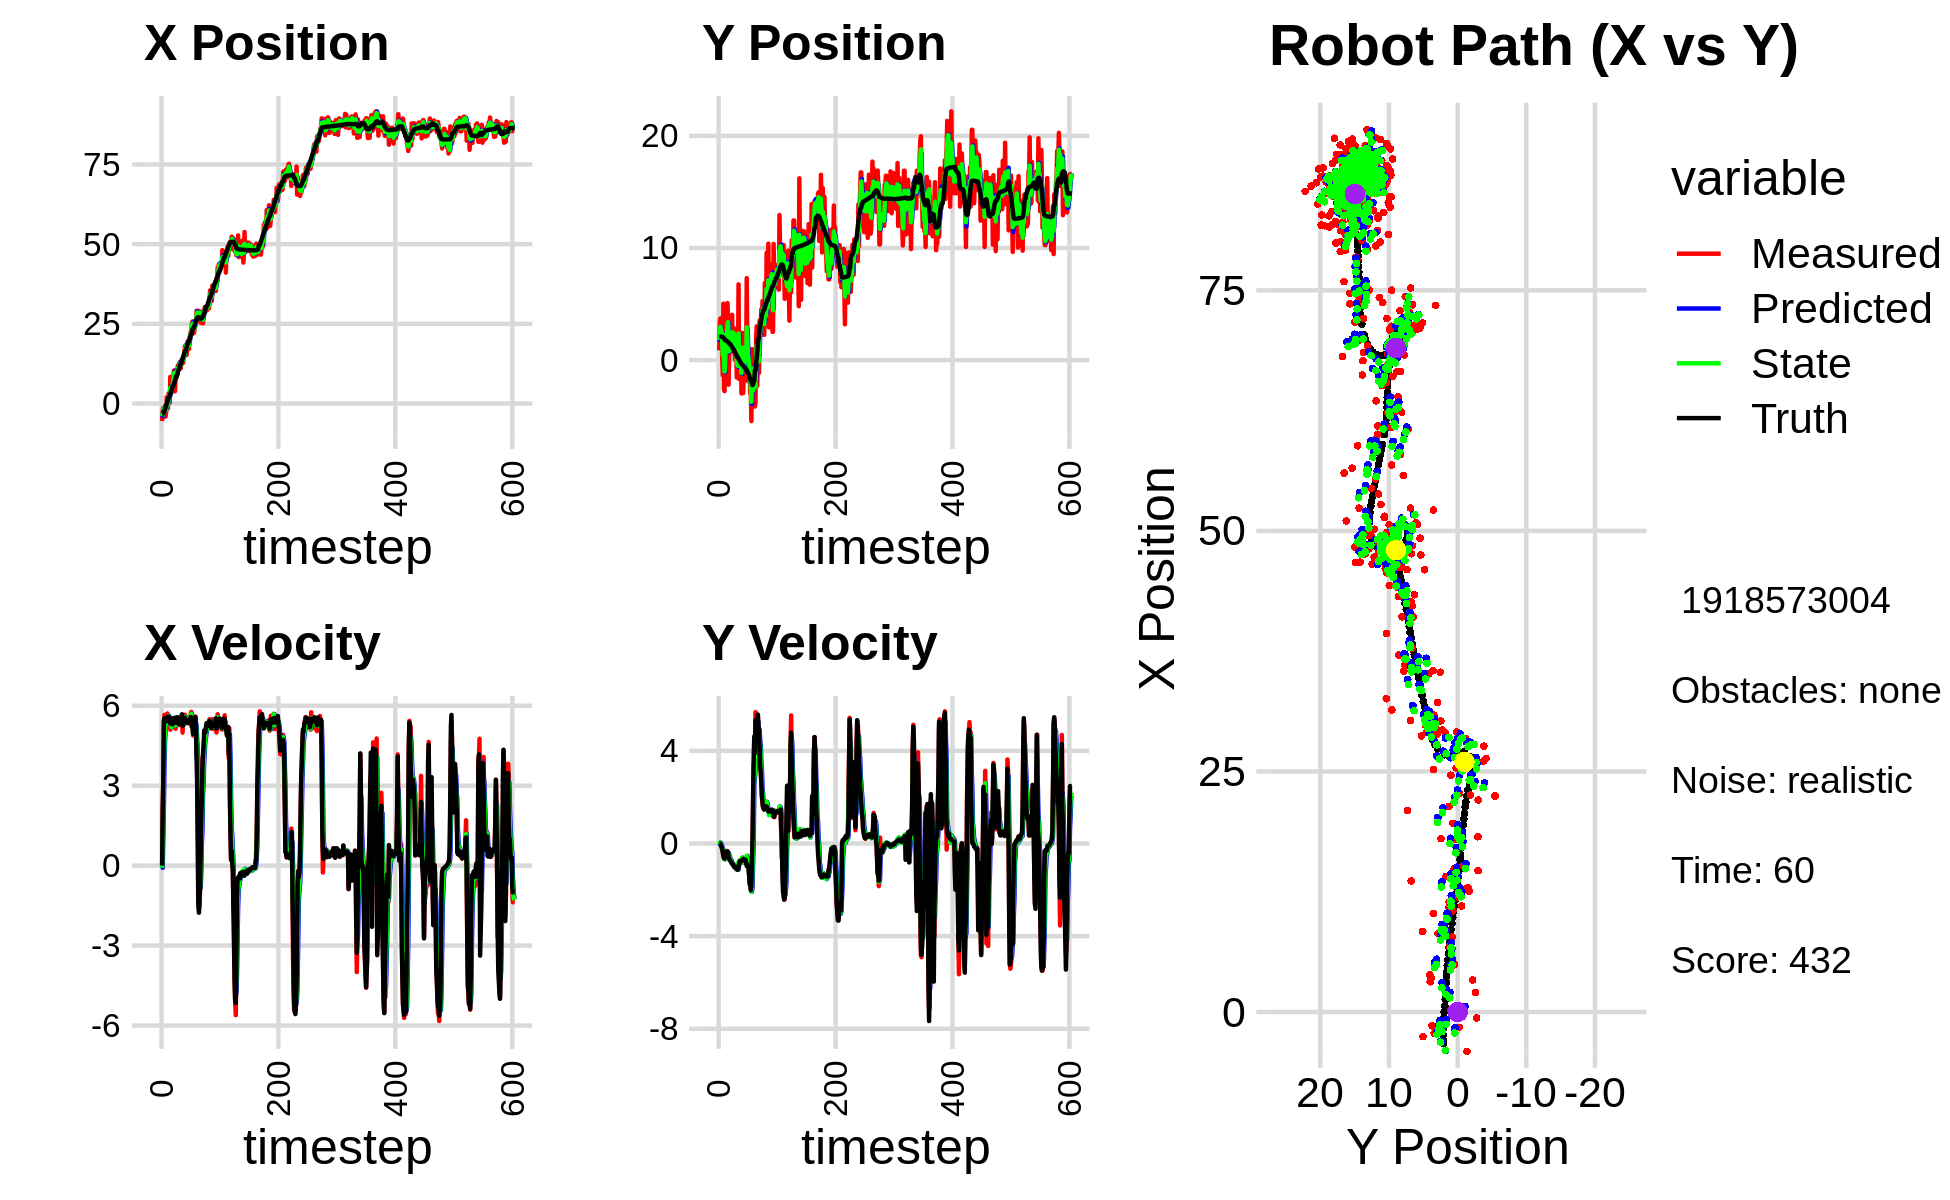 X Position
75
50
25
0
0
200
400
600
timestep
Y Position
20
10
0
0
200
400
600
timestep
X Velocity
6
3
0
-3
-6
0
200
400
600
timestep
Y Velocity
4
0
-4
-8
0
200
400
600
timestep
Robot Path (X vs Y)
X Position
75
50
25
0
20 10 0 -10 -20
Y Position
variable
Measured
Predicted
State
Truth
1918573004
Obstacles: none
Noise: realistic
Time: 60
Score: 432